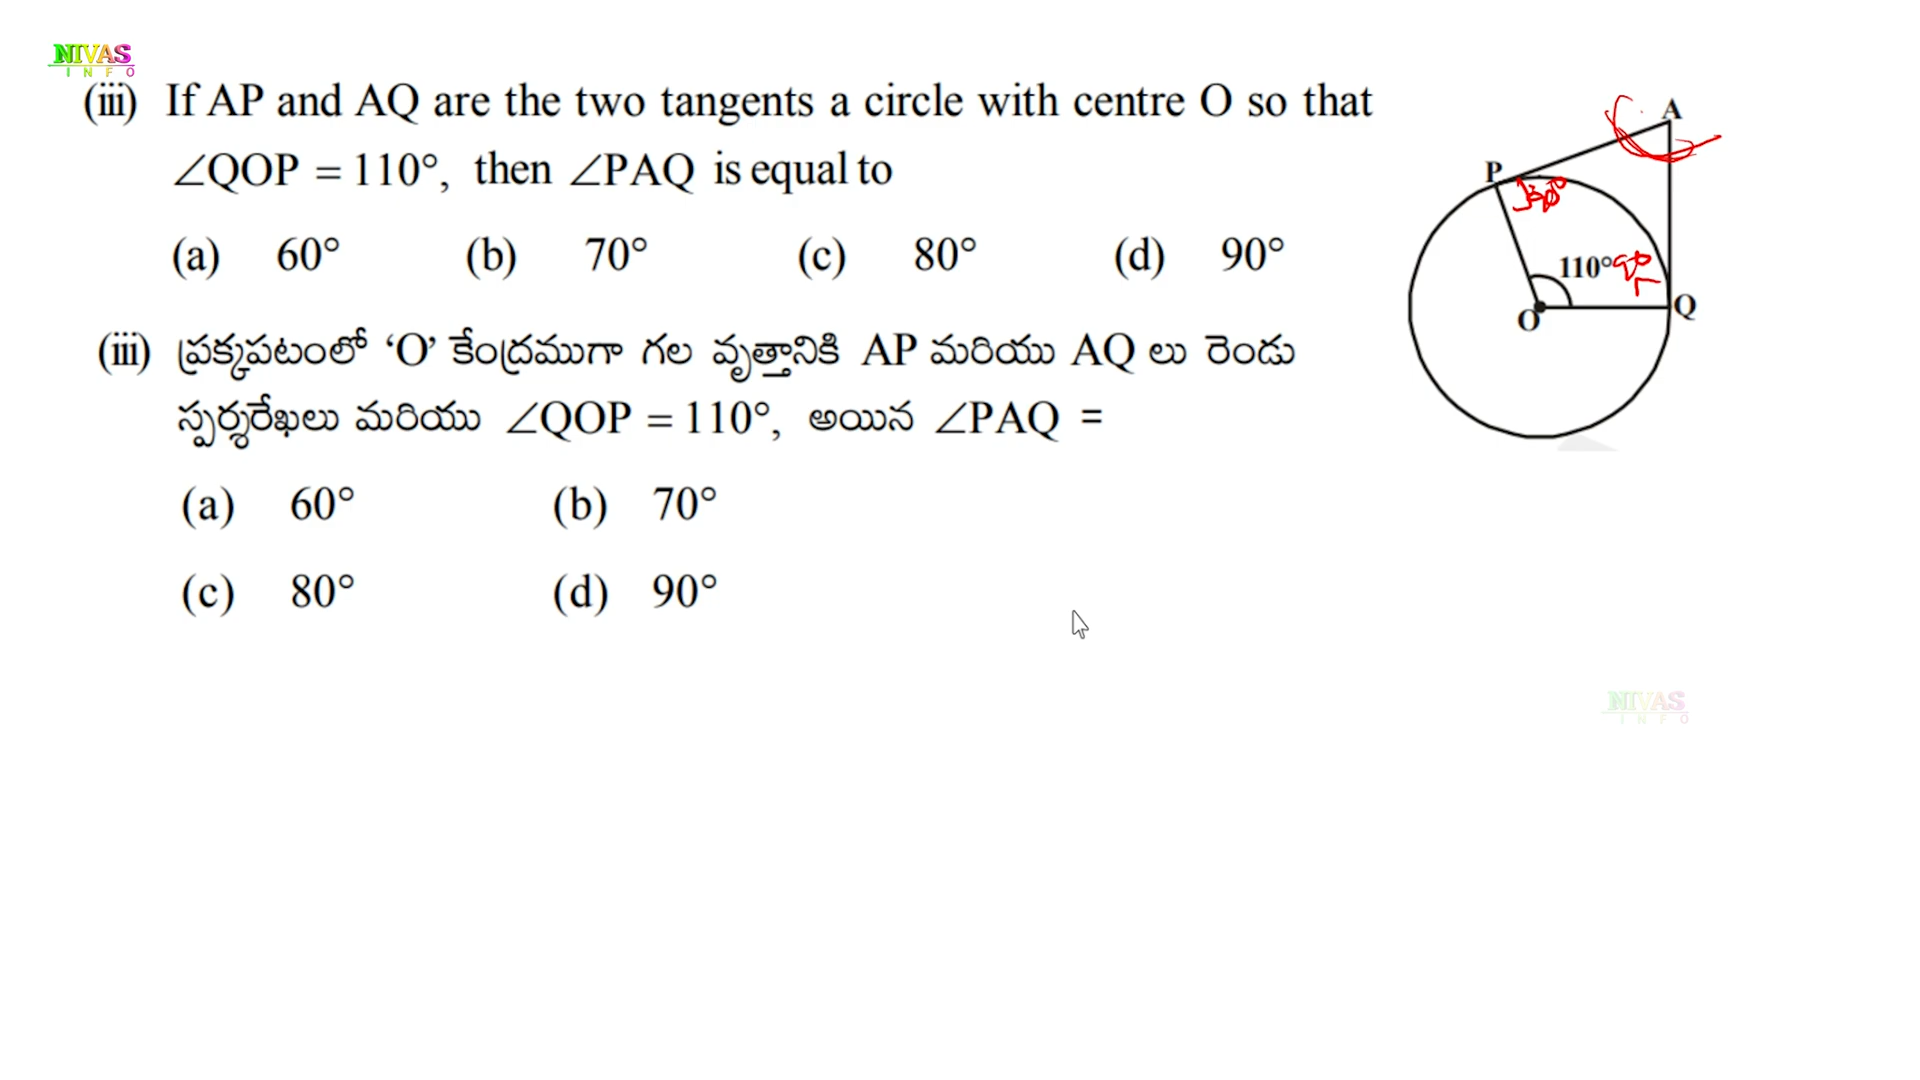 NIVAS
INFO
(iii) If AP and AQ are the two tangents a circle with centre O so that
∠QOP = 110°, then ∠PAQ is equal to
(a) 60° (b) 70° (c) 80° (d) 90°
(iii) ప్రక్కపటంలో ‘O’ కేంద్రముగా గల వృత్తానికి AP మరియు AQ లు రెండు
స్పర్శరేఖలు మరియు ∠QOP = 110°, అయిన ∠PAQ =
(a) 60° (b) 70°
(c) 80° (d) 90°
A
P
110° 90
O
Q
NIVAS
INFO